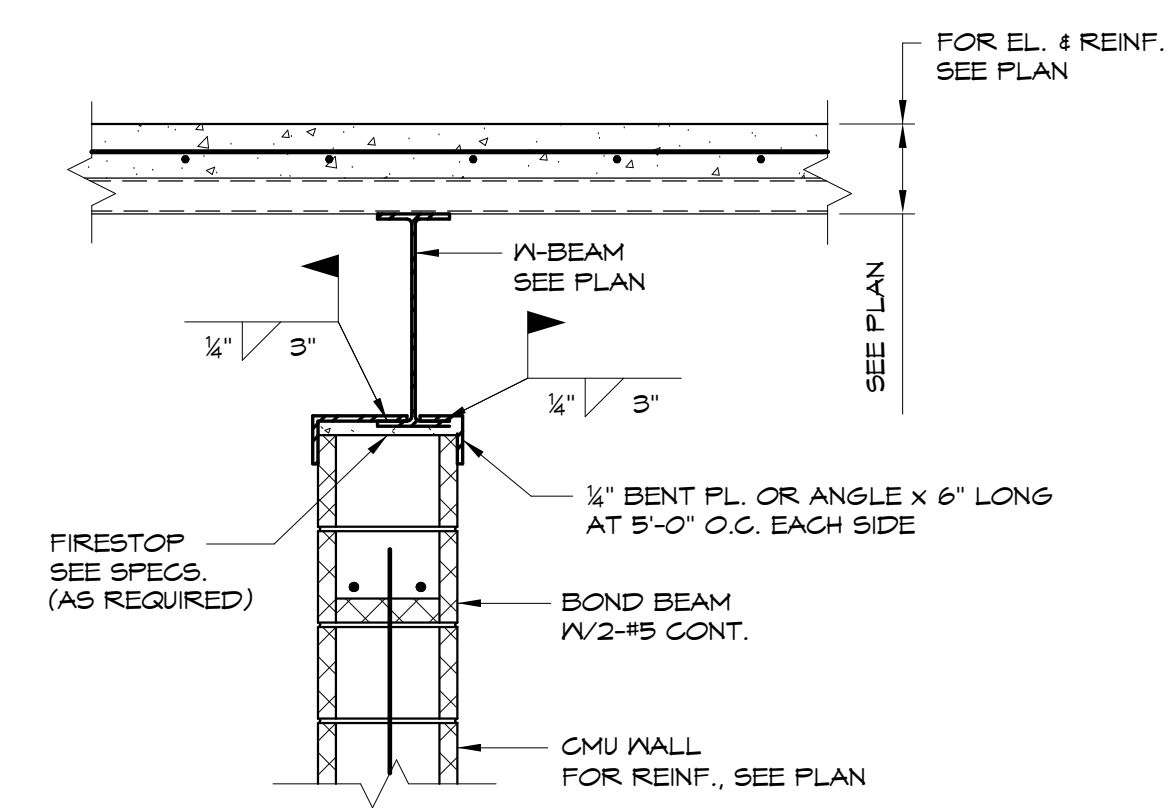 FOR EL. & REINF.
SEE PLAN
W-BEAM
SEE PLAN
SEE PLAN
¼" 3"
¼" 3"
¼" BENT PL. OR ANGLE x 6" LONG
AT 5'-0" O.C. EACH SIDE
FIRESTOP
SEE SPECS.
(AS REQUIRED)
BOND BEAM
W/2-#5 CONT.
CMU WALL
FOR REINF., SEE PLAN